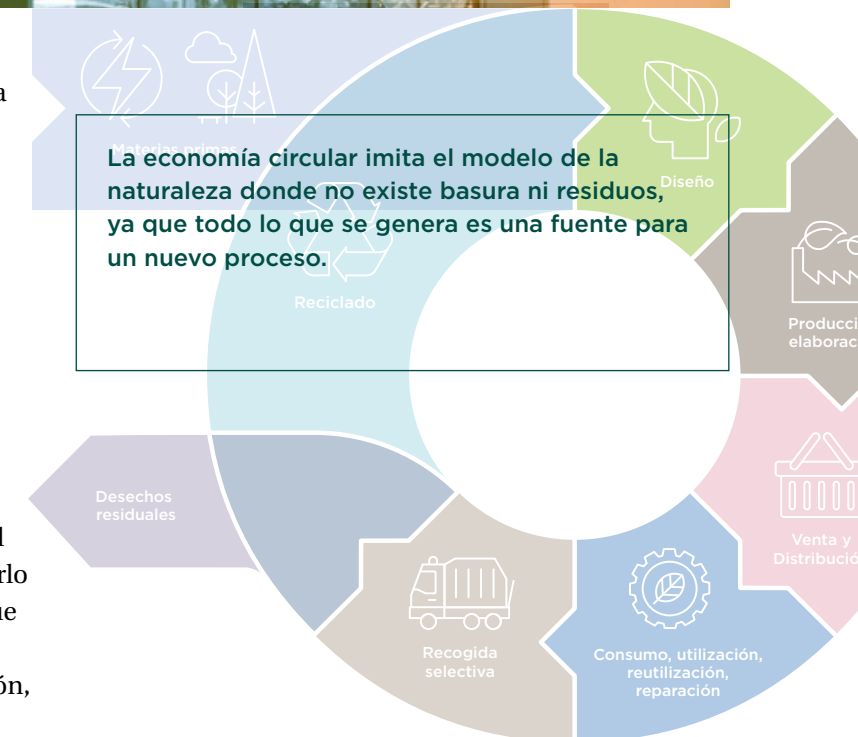 a
Materias primas
La economía circular imita el modelo de la
naturaleza donde no existe basura ni residuos,
ya que todo lo que se genera es una fuente para
un nuevo proceso.
Diseño
Reciclado
Producci
elaborac
Desechos
residuales
Venta y
Distribució
l
rlo
ue
ón,
Recogida
selectiva
Consumo, utilización,
reutilización,
reparación